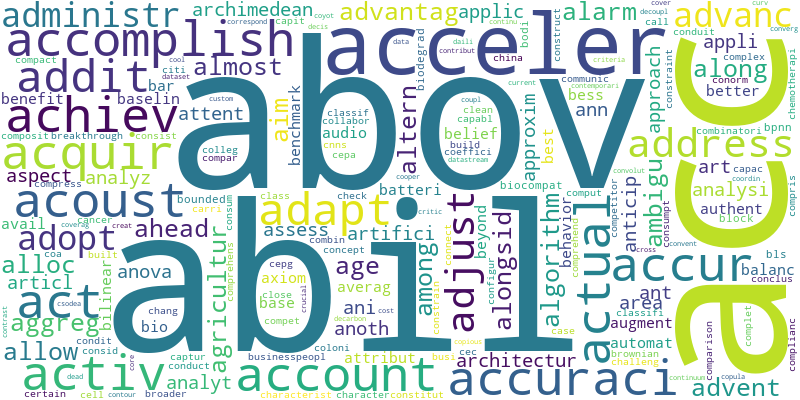 administr
archimedean
correspond
capit
coyot
advantag
applic
continu
alarm
cover
decoupl
curv
advanc
converg
accomplish
acceler
call
conduit
appli
cool
decis
data
daili
bodi
construct
compact
addit
citi
almost
dataset
contribut
china
criteria
along
complex
conorm
better
benefit
baselin
bar
abov
biodegrad
communic
constraint
approach
chemotherapi
achiev
attent
custom
aim
benchmark
classif
collabor
audio
cnns
cepa
altern
current
coupl
clean
capabl
belief
build
coeffici
datastream
cooper
approxim
bess
best
ann
contemporari
composit
breakthrough
consist
colleg
compar
address
combinatori
bpnn
acquir
aspect
analyz
compress
batteri
biocompat
comput
behavior
competitor
convolut
anticip
ambigu
art
capac
analysi
coordin
authent
block
compris
acc
bounded
class
check
carri
critic
acoust
ahead
adapt
adjust
beyond
alongsid
algorithm
comprehend
consumpt
convent
avail
cancer
coverag
creat
adopt
built
coa
agricultur
consum
comprehens
assess
artifici
combin
concept
among
connect
configur
actual
accur
cross
bls
balanc
conclus
alloc
anova
articl
bilinear
abil
cepg
age
axiom
averag
constrain
ant
area
classifi
act
csodea
chang
bio
close
base
crucial
ani
cost
decarbon
aggreg
contrast
condit
consid
core
compet
anoth
copious
case
augment
automat
brownian
challeng
comparison
complet
complianc
allow
captur
conduct
businesspeopl
coloni
attribut
busi
cec
architectur
activ
dead
analyt
account
accuraci
continuum
copula
advent
certain
cell
contour
broader
characterist
character
constitut